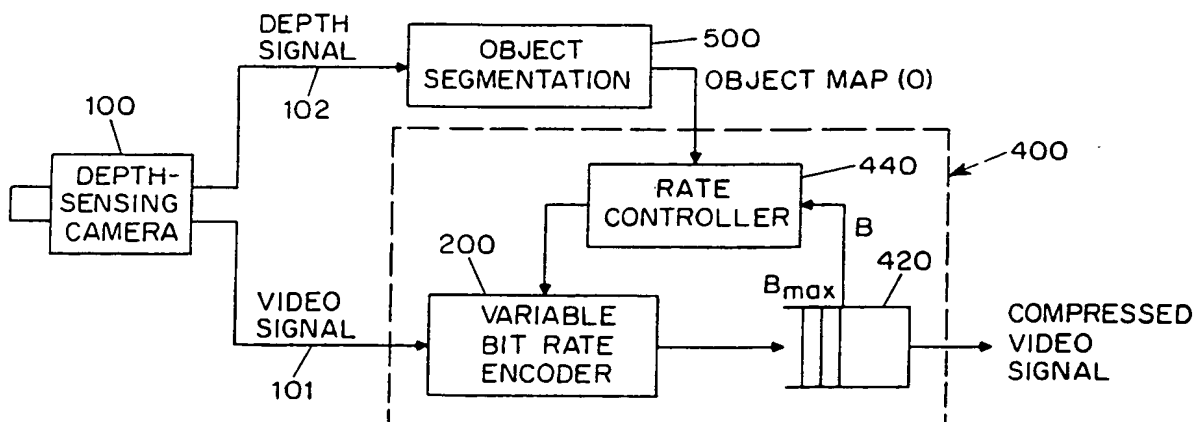 DEPTH
SIGNAL
102
OBJECT
SEGMENTATION
500
OBJECT MAP (O)
100
DEPTH-
SENSING
CAMERA
400
440
RATE
CONTROLLER
B
200
VIDEO
SIGNAL
101
VARIABLE
BIT RATE
ENCODER
Bmax
420
COMPRESSED
VIDEO
SIGNAL